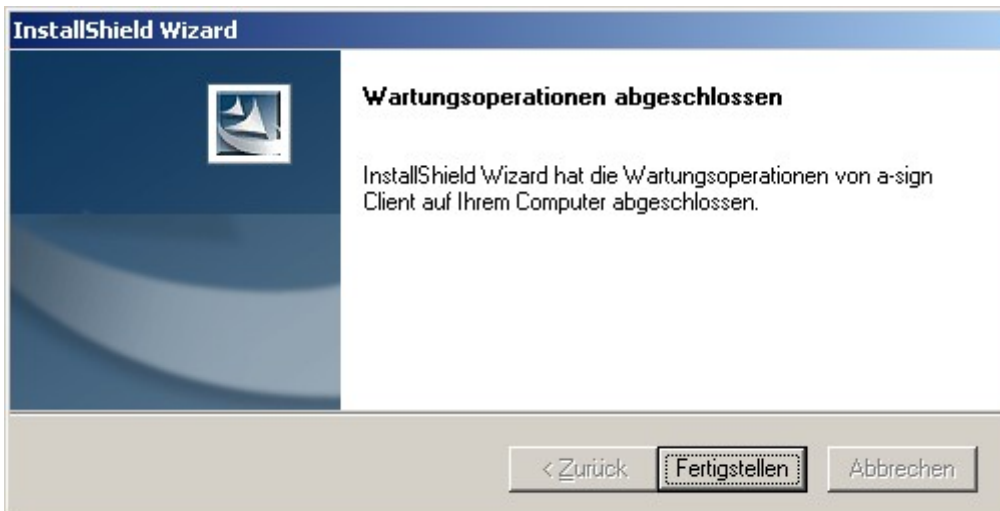 InstallShield Wizard
Wartungsoperationen abgeschlossen
InstallShield Wizard hat die Wartungsoperationen von a-sign
Client auf Ihrem Computer abgeschlossen.
< Zurück Fertigstellen Abbrechen